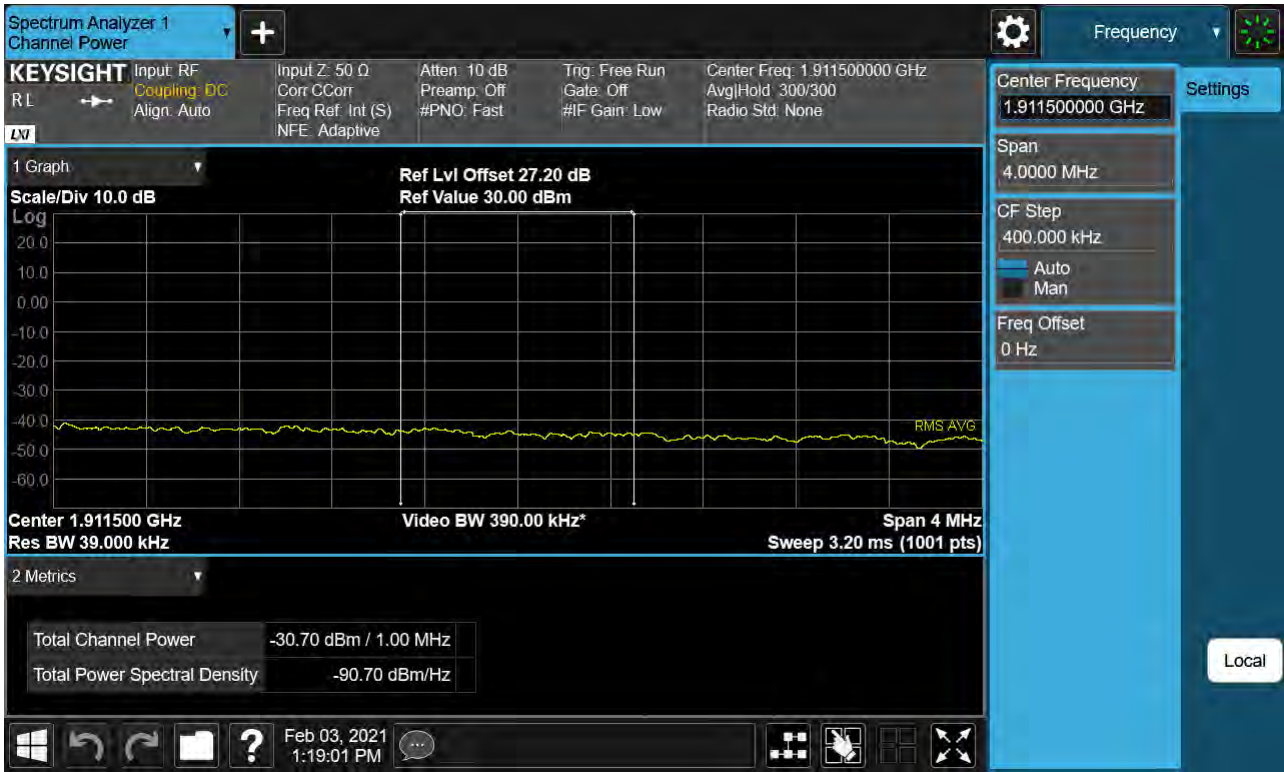 Spectrum Analyzer 1
Channel Power
+
Frequency
KEYSIGHT
RL
LXI
Input: RF
Coupling: DC
Align: Auto
Input Z: 50 Ω
Corr CCorr
Freq Ref: Int (S)
NFE: Adaptive
Atten: 10 dB
Preamp: Off
#PNO: Fast
Trig: Free Run
Gate: Off
#IF Gain: Low
Center Freq: 1.911500000 GHz
Avg|Hold: 300/300
Radio Std: None
Center Frequency
1.911500000 GHz
Settings
Span
4.0000 MHz
CF Step
400.000 kHz
Auto
Man
Freq Offset
0 Hz
1 Graph
Scale/Div 10.0 dB
Ref Lvl Offset 27.20 dB
Ref Value 30.00 dBm
Log
20.0
10.0
0.00
-10.0
-20.0
-30.0
-40.0
RMS AVG
-50.0
-60.0
Center 1.911500 GHz
Video BW 390.00 kHz*
Span 4 MHz
Res BW 39.000 kHz
Sweep 3.20 ms (1001 pts)
2 Metrics
Total Channel Power -30.70 dBm / 1.00 MHz
Total Power Spectral Density -90.70 dBm/Hz
Local
?
Feb 03, 2021
1:19:01 PM